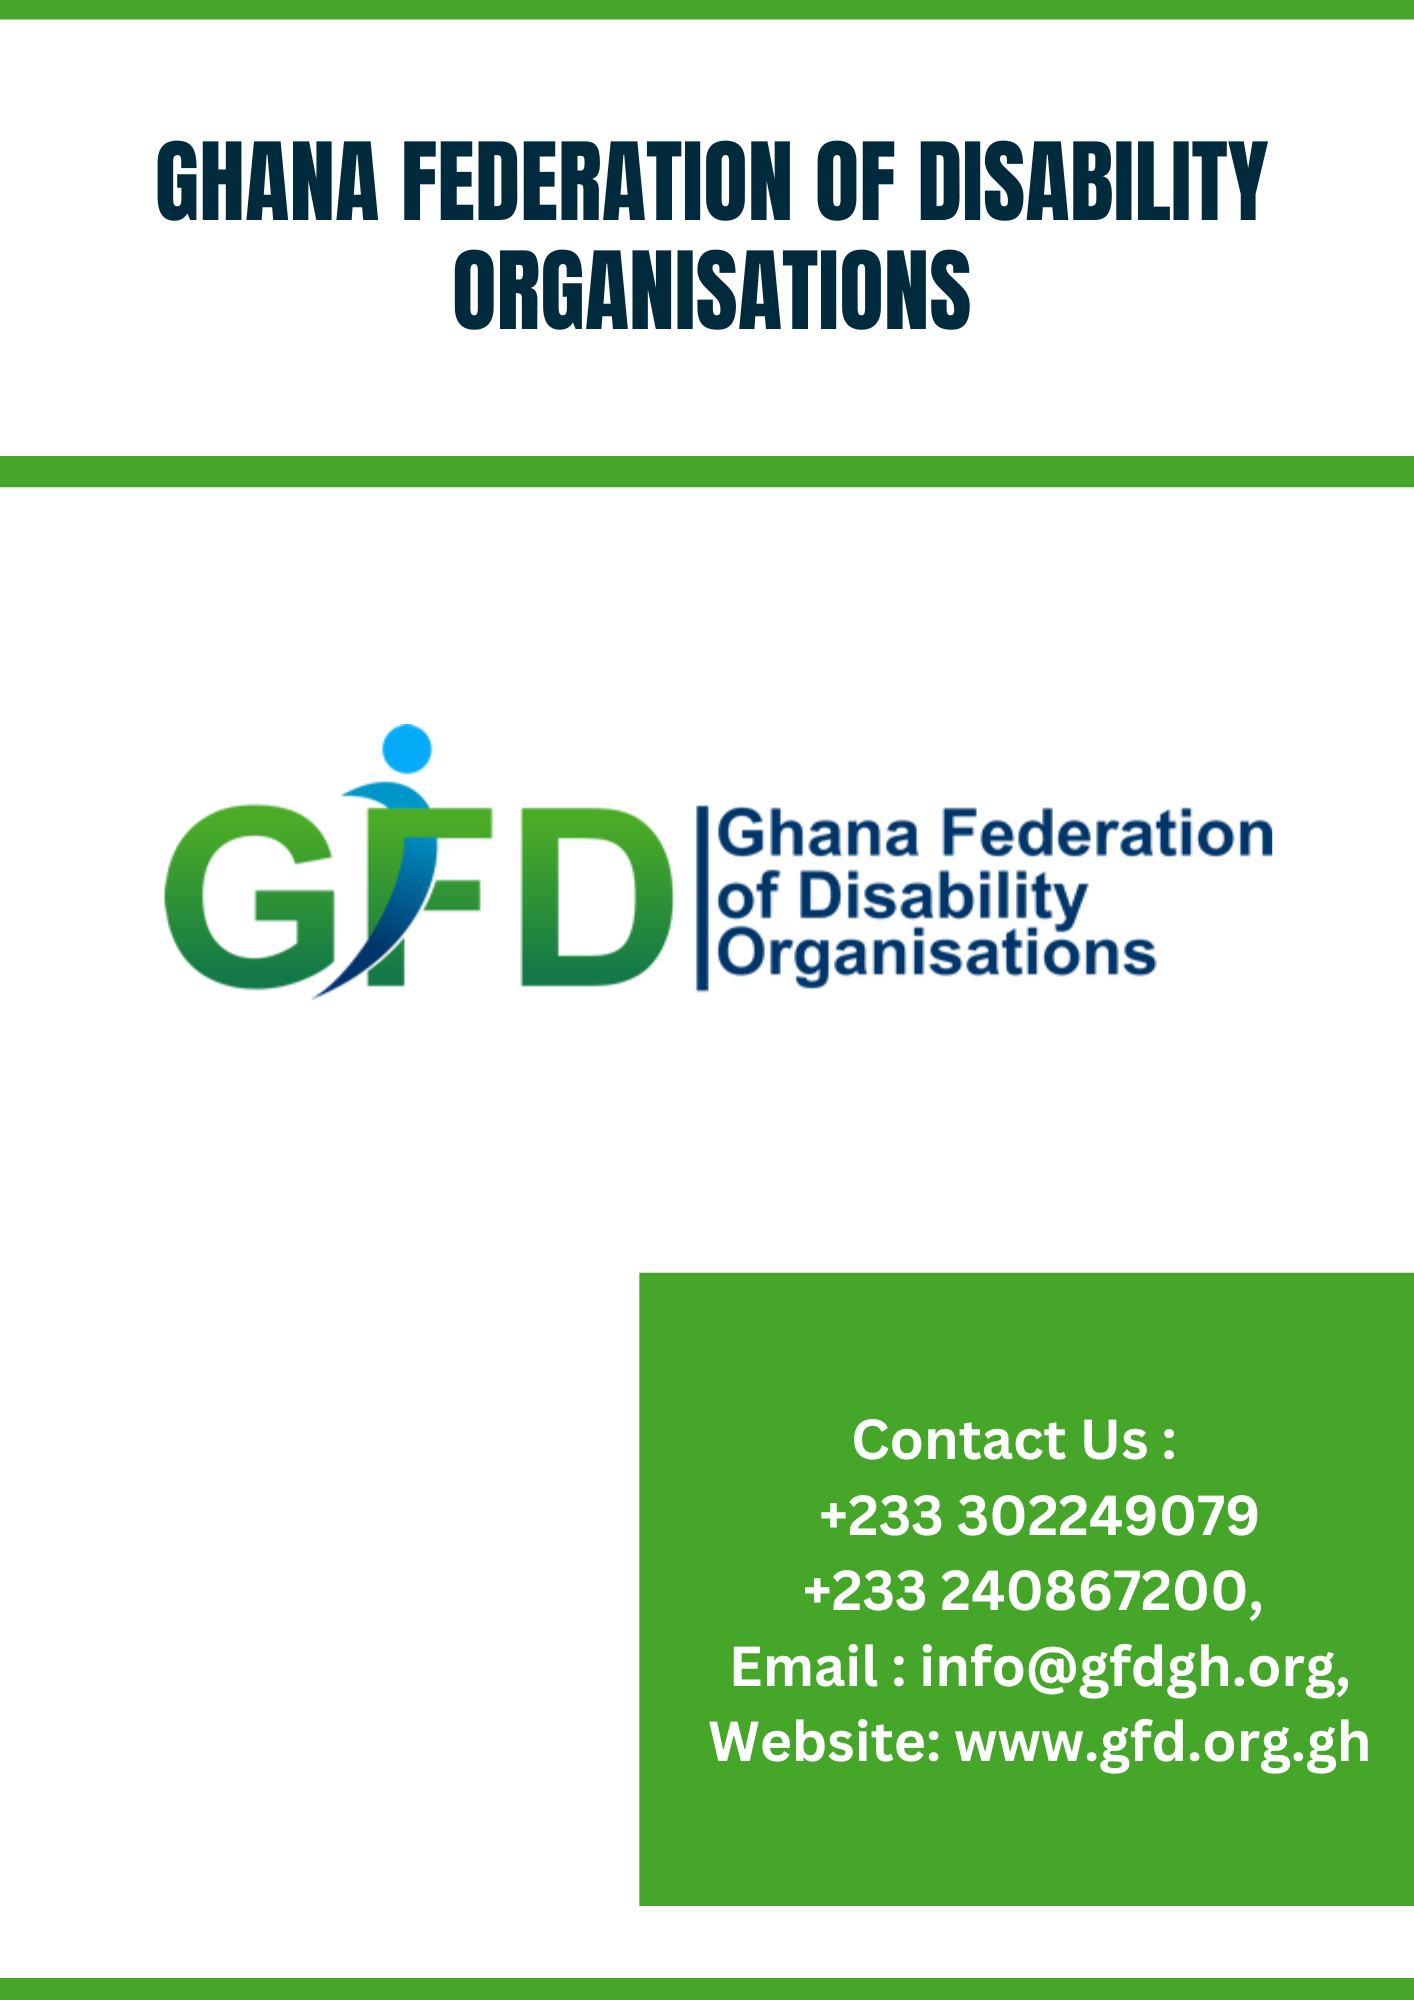 GHANA FEDERATION OF DISABILITY
ORGANISATIONS
GFD
Ghana Federation
of Disability
Organisations
Contact Us :
+233 302249079
+233 240867200,
Email : info@gfdgh.org,
Website: www.gfd.org.gh